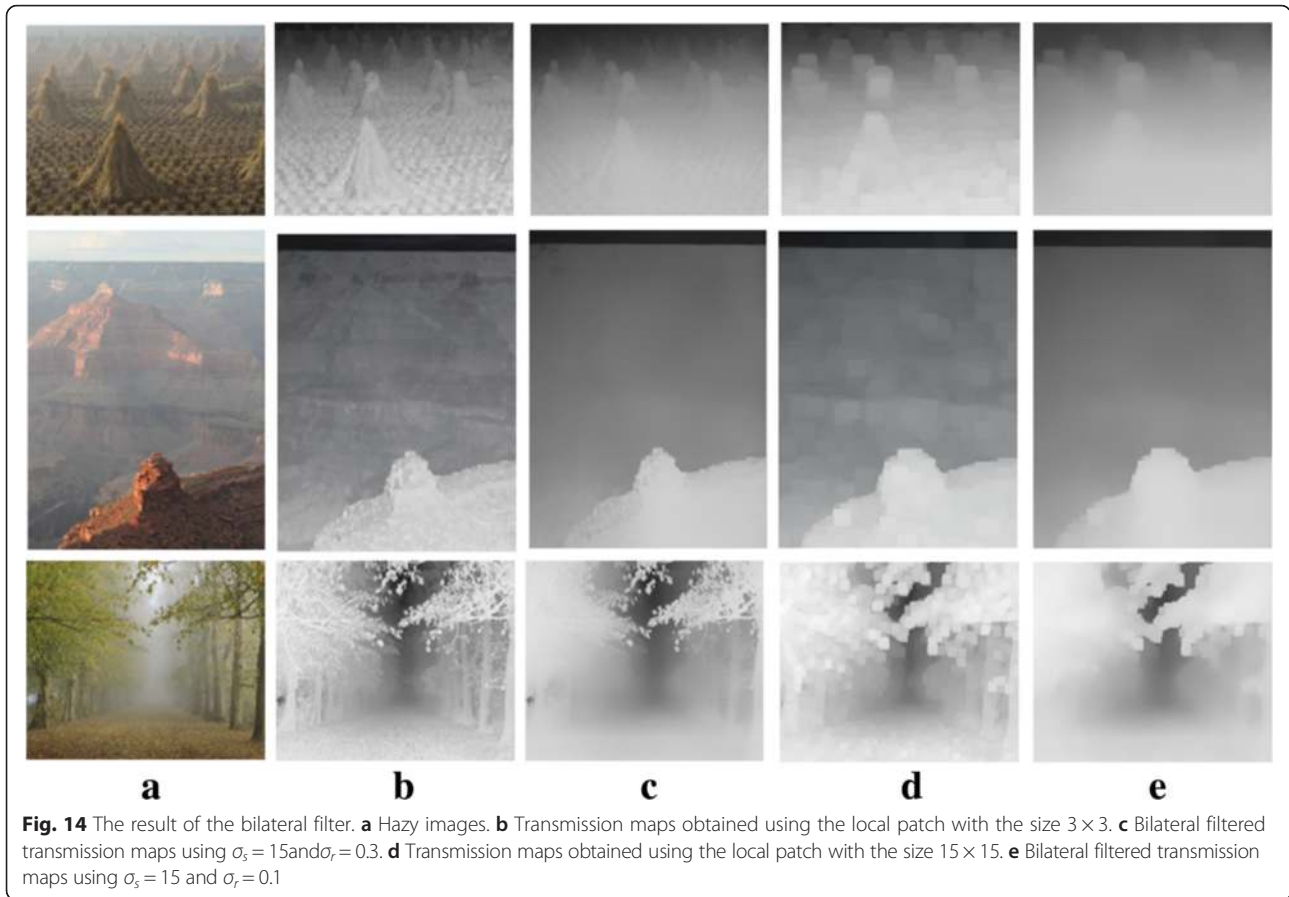 a b c d e
Fig. 14 The result of the bilateral filter. a Hazy images. b Transmission maps obtained using the local patch with the size 3 × 3. c Bilateral filtered
transmission maps using σs = 15andσr = 0.3. d Transmission maps obtained using the local patch with the size 15 × 15. e Bilateral filtered transmission
maps using σs = 15 and σr = 0.1